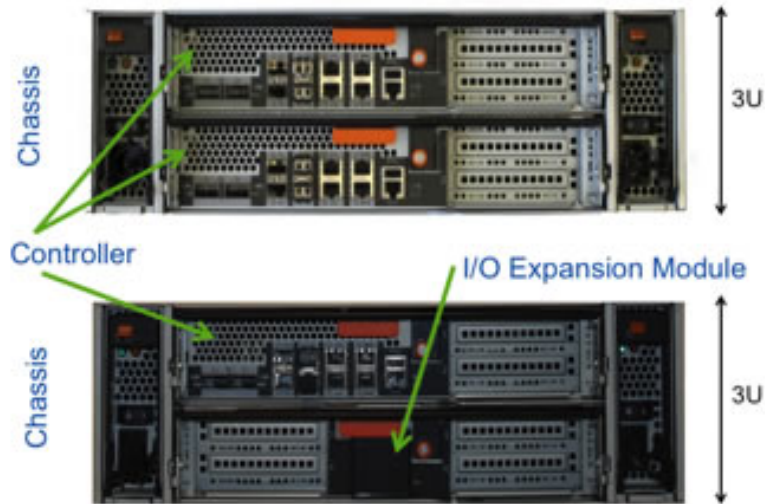 Chassis
3U
Controller
I/O Expansion Module
Chassis
3U